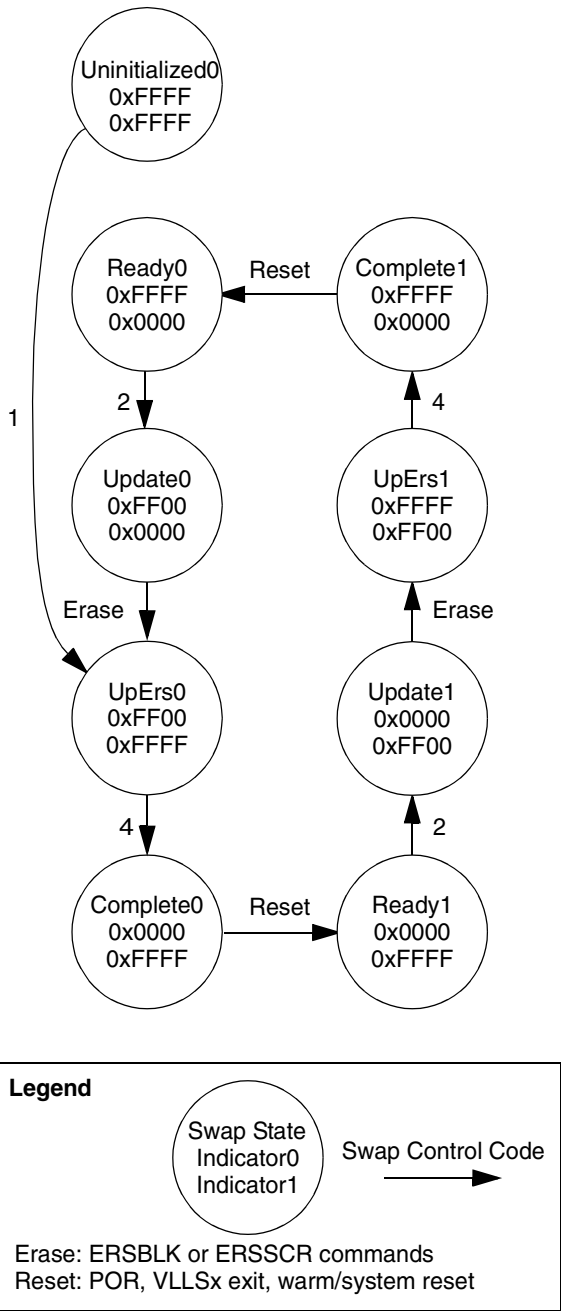 Uninitialized0
0xFFFF
0xFFFF
Ready0
0xFFFF
0x0000
Reset
Complete1
0xFFFF
0x0000
1
2
4
Update0
0xFF00
0x0000
UpErs1
0xFFFF
0xFF00
Erase
Erase
UpErs0
0xFF00
0xFFFF
Update1
0x0000
0xFF00
4
2
Complete0
0x0000
0xFFFF
Reset
Ready1
0x0000
0xFFFF
Legend
Swap State
Indicator0
Indicator1
Swap Control Code
Erase: ERSBLK or ERSSCR commands
Reset: POR, VLLSx exit, warm/system reset